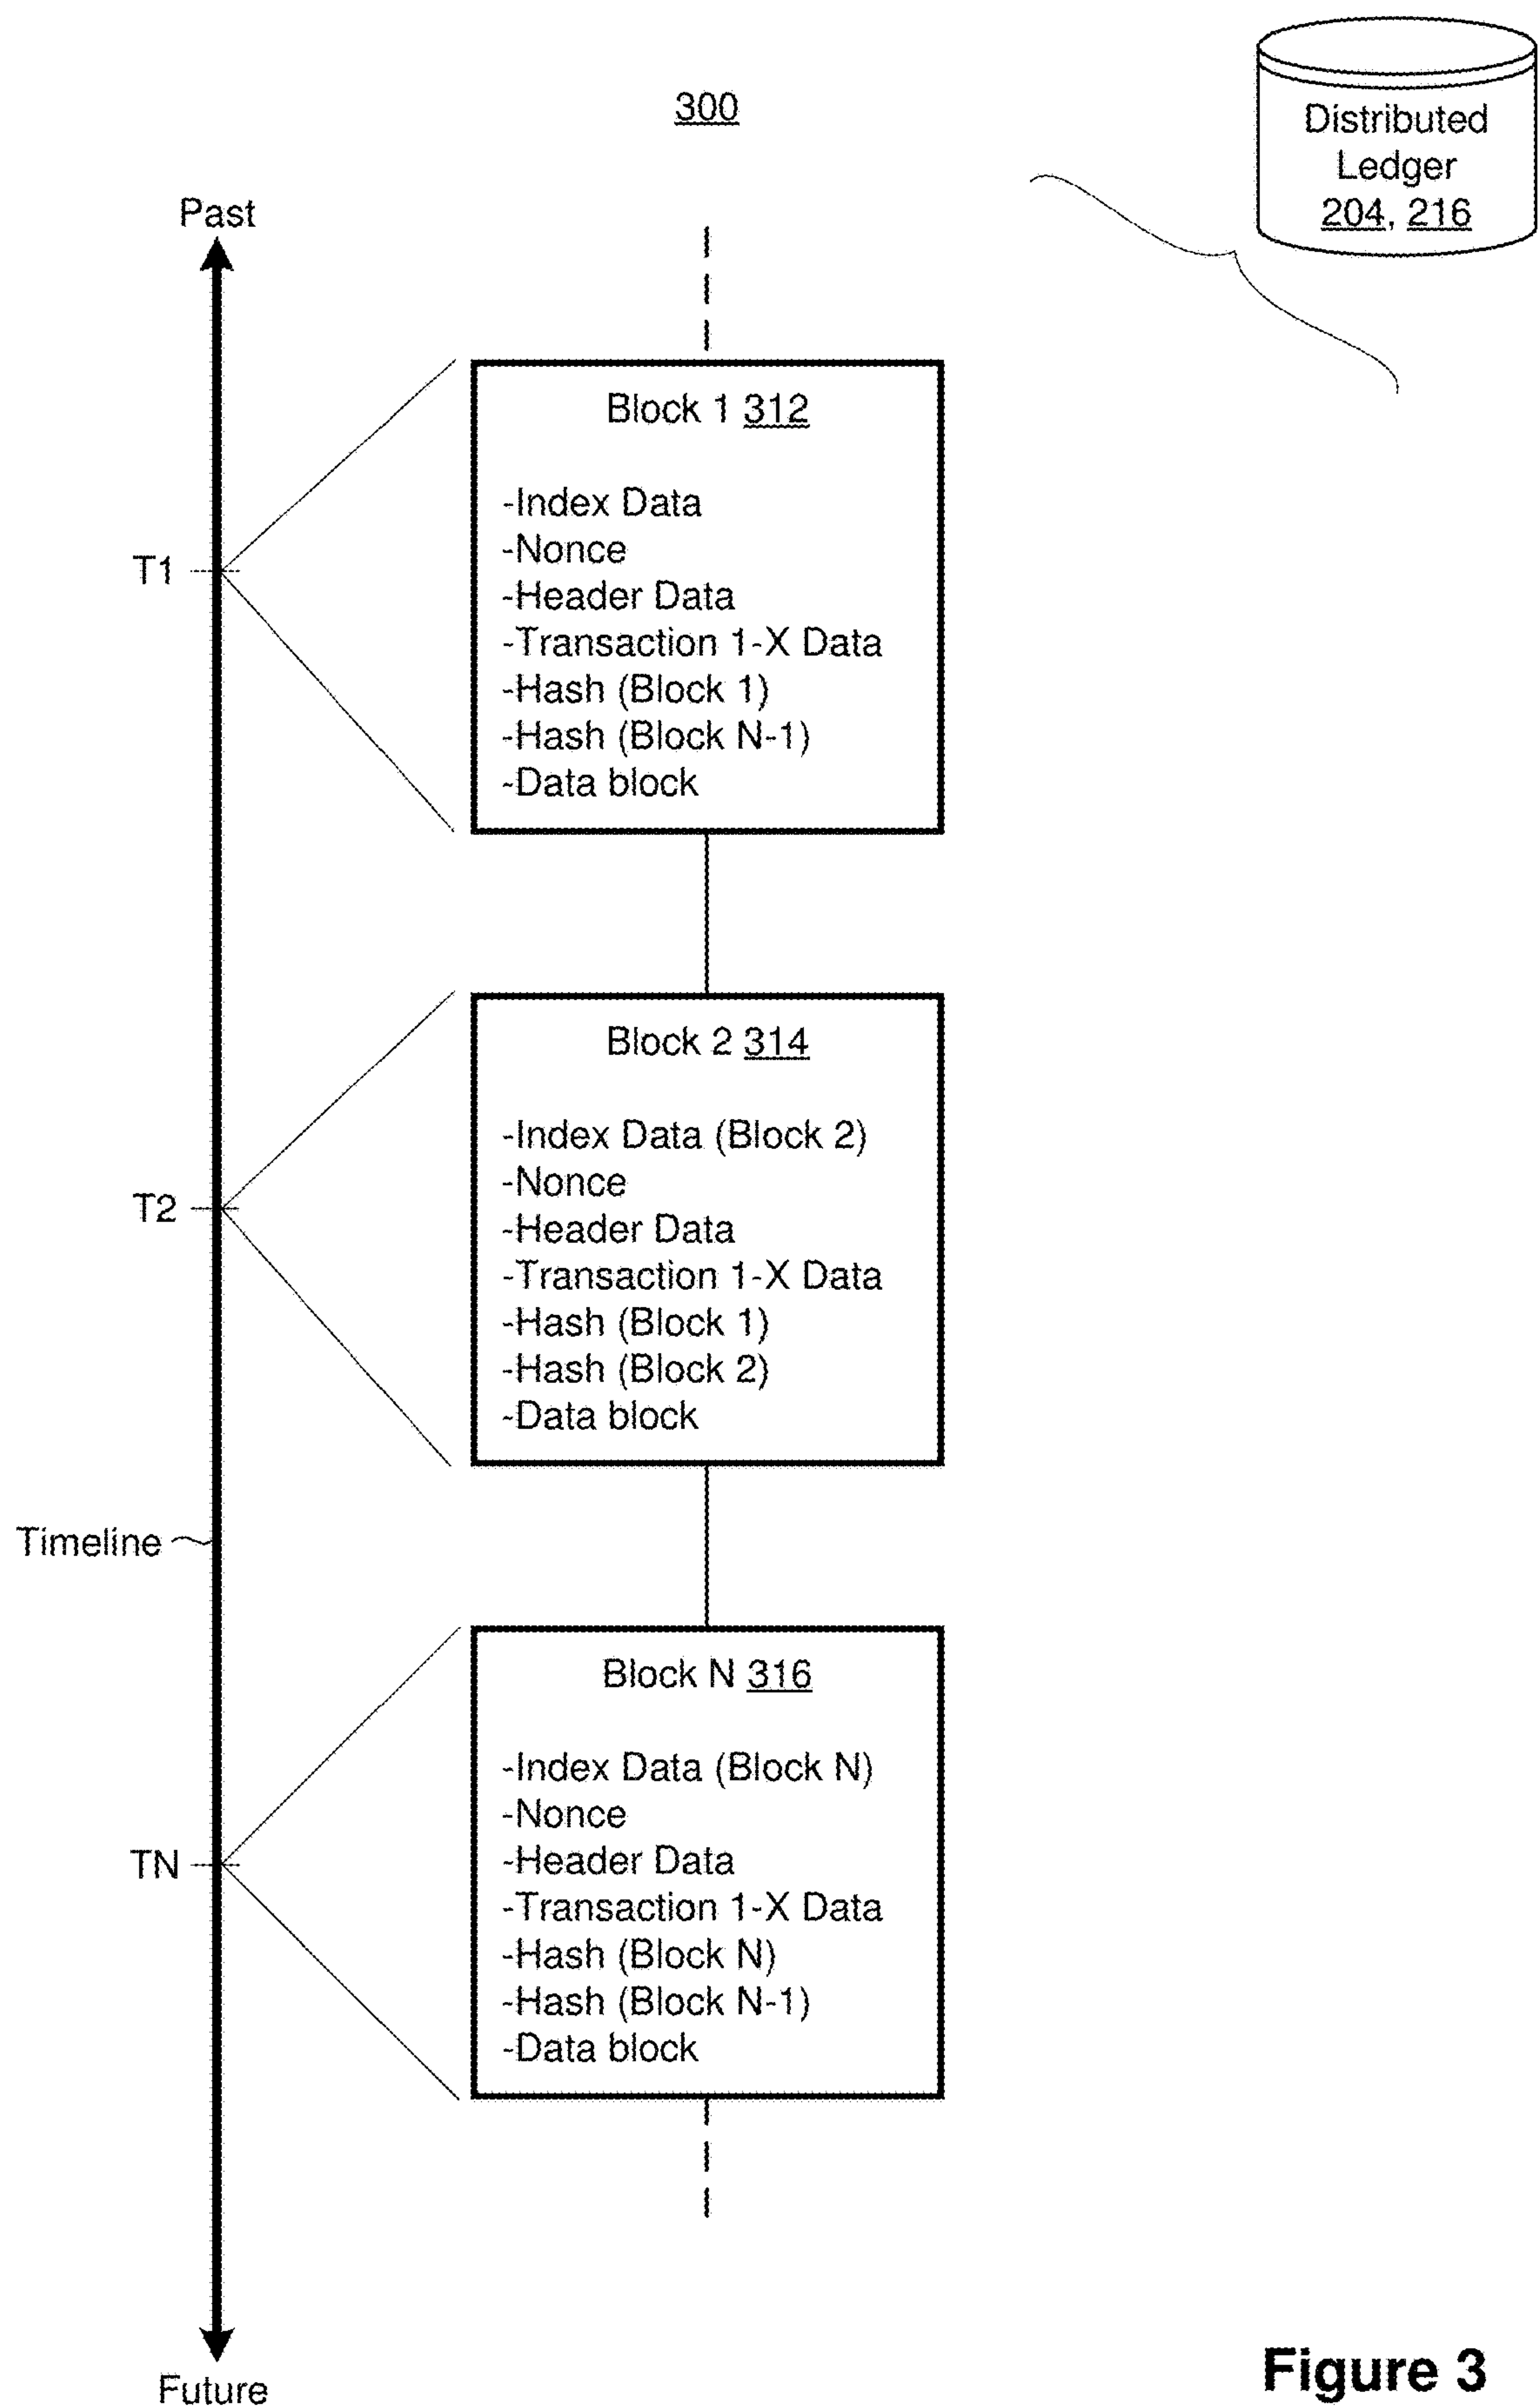 300
Distributed
Ledger
204, 216
Past
Block 1 312
-Index Data
-Nonce
-Header Data
-Transaction 1-X Data
-Hash (Block 1)
-Hash (Block N-1)
-Data block
T1
Block 2 314
-Index Data (Block 2)
-Nonce
-Header Data
-Transaction 1-X Data
-Hash (Block 1)
-Hash (Block 2)
-Data block
T2
Timeline
Block N 316
-Index Data (Block N)
-Nonce
-Header Data
-Transaction 1-X Data
-Hash (Block N)
-Hash (Block N-1)
-Data block
TN
Future
Figure 3